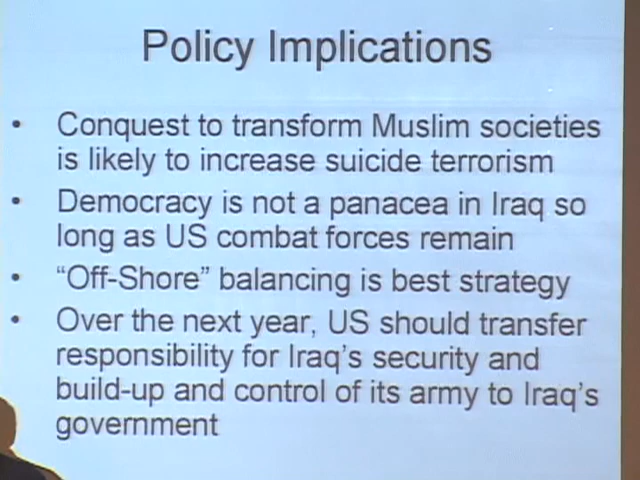 Policy Implications
• Conquest to transform Muslim societies
is likely to increase suicide terrorism
• Democracy is not a panacea in Iraq so
long as US combat forces remain
• “Off-Shore” balancing is best strategy
• Over the next year, US should transfer
responsibility for Iraq’s security and
build-up and control of its army to Iraq’s
government